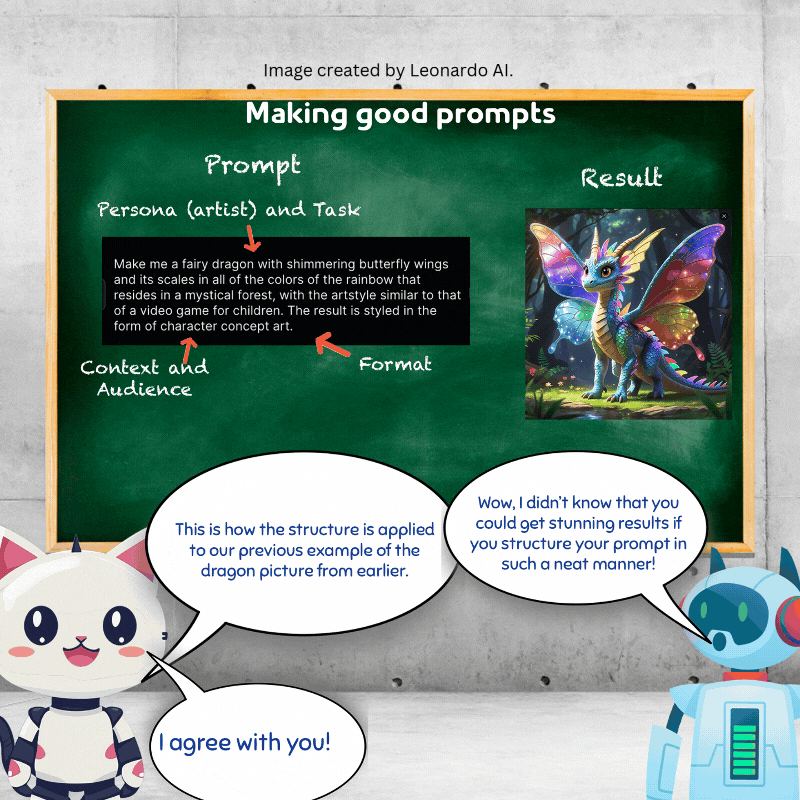 Image created by Leonardo AI.
Making good prompts
Prompt
Result
Persona (artist) and Task
Make me a fairy dragon with shimmering butterfly wings
and its scales in all of the colors of the rainbow that
resides in a mystical forest, with the artstyle similar to that
of a video game for children. The result is styled in the
form of character concept art.
Context and
Audience
Format
This is how the structure is applied
to our previous example of the
dragon picture from earlier.
Wow, I didn't know that you
could get stunning results if
you structure your prompt in
such a neat manner!
I agree with you!